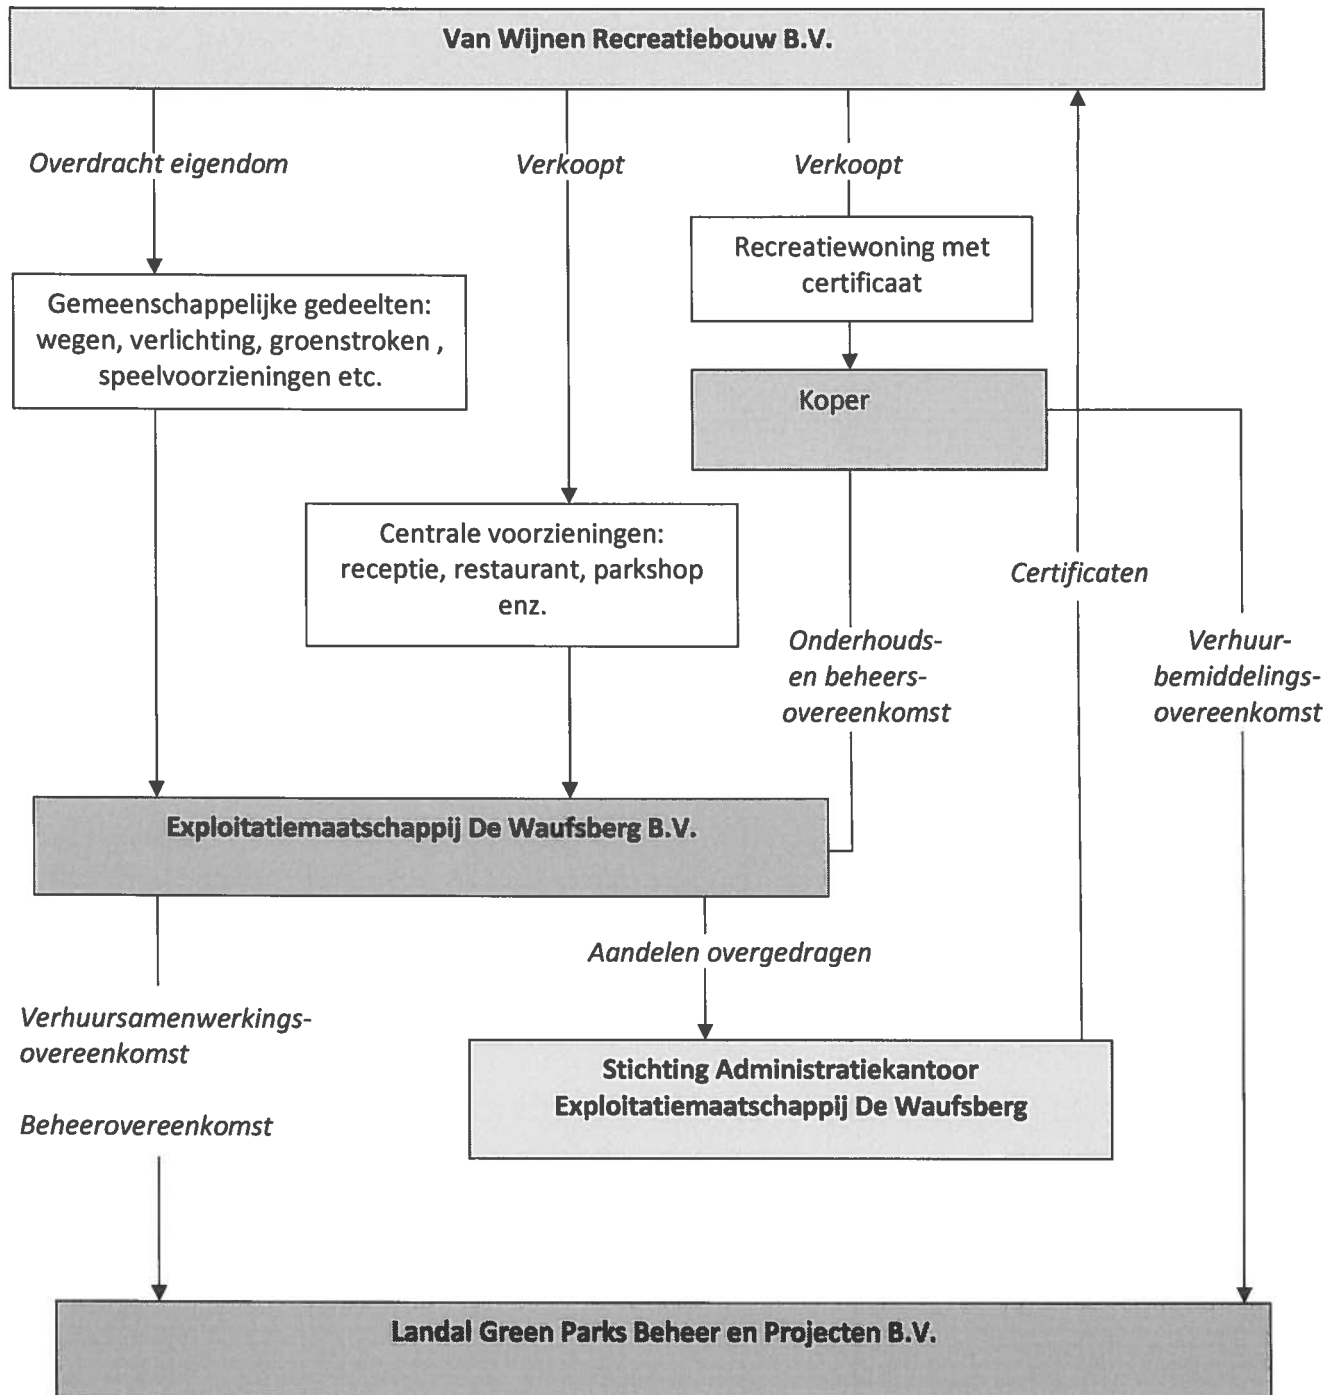 Van Wijnen Recreatiebouw B.V.
Overdracht eigendom
Verkoopt
Verkoopt
Recreatiewoning met
certificaat
Gemeenschappelijke gedeelten:
wegen, verlichting, groenstroken ,
speelvoorzieningen etc.
Koper
Centrale voorzieningen:
receptie, restaurant, parkshop
enz.
Certificaten
Onderhouds-
en beheers-
overeenkomst
Verhuur-
bemiddelings-
overeenkomst
Exploitatiemaatschappij De Waufsberg B.V.
Aandelen overgedragen
Verhuursamenwerkings-
overeenkomst
Beheerovereenkomst
Stichting Administratiekantoor
Exploitatiemaatschappij De Waufsberg
Landal Green Parks Beheer en Projecten B.V.